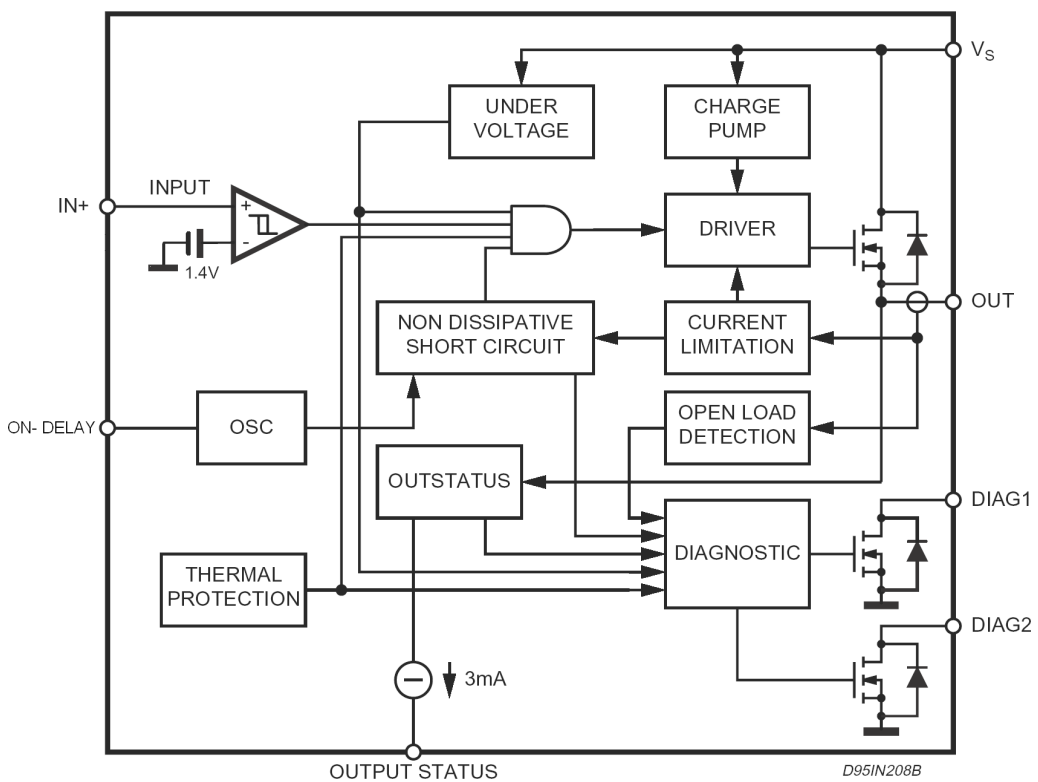 VS
UNDER
VOLTAGE
CHARGE
PUMP
INPUT
IN+
+
-
1.4V
DRIVER
OUT
NON DISSIPATIVE
SHORT CIRCUIT
CURRENT
LIMITATION
ON- DELAY
OSC
OPEN LOAD
DETECTION
OUTSTATUS
DIAG1
DIAGNOSTIC
THERMAL
PROTECTION
DIAG2
3mA
OUTPUT STATUS
D95IN208B